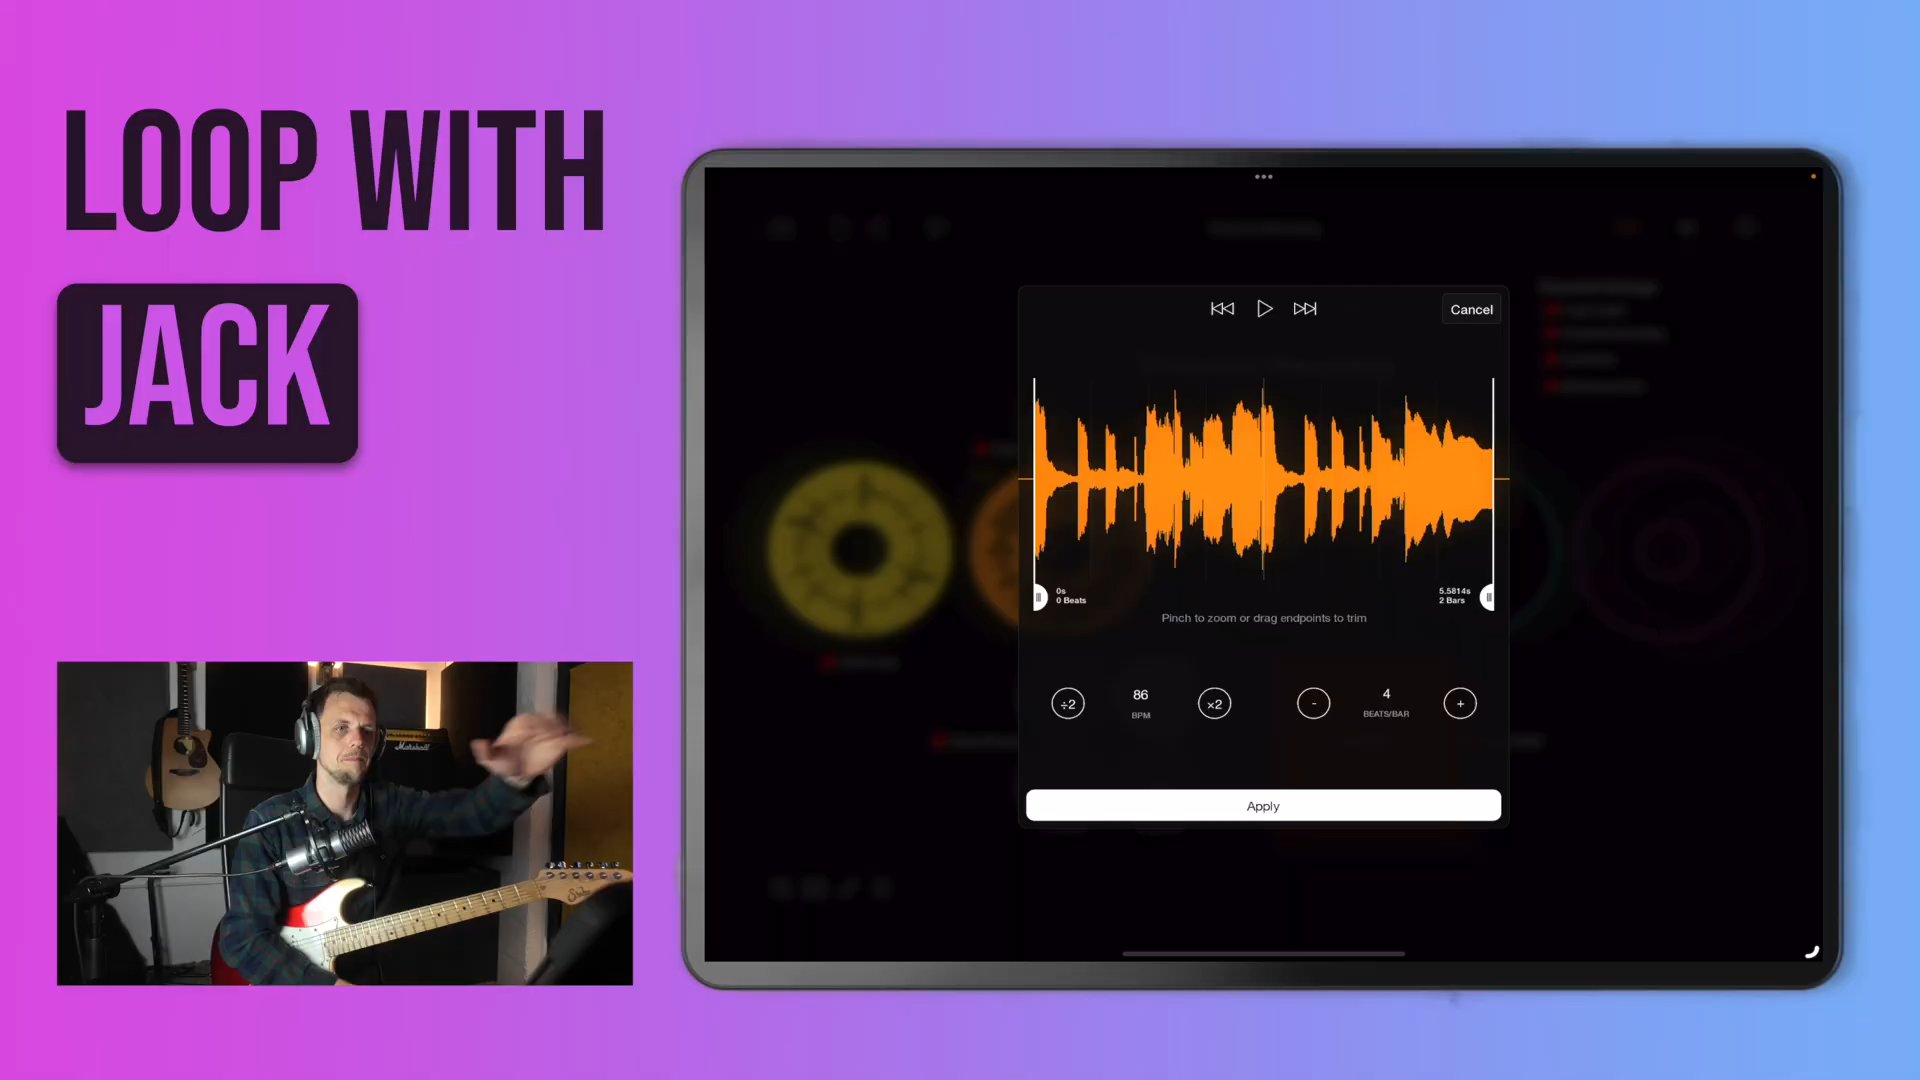 LOOP WITH
JACK
Cancel
0s
0 Beats
5.5814s
2 Bars
Pinch to zoom or drag endpoints to trim
÷2
86
BPM
×2
-
4
BEATS/BAR
+
Apply
Marshall